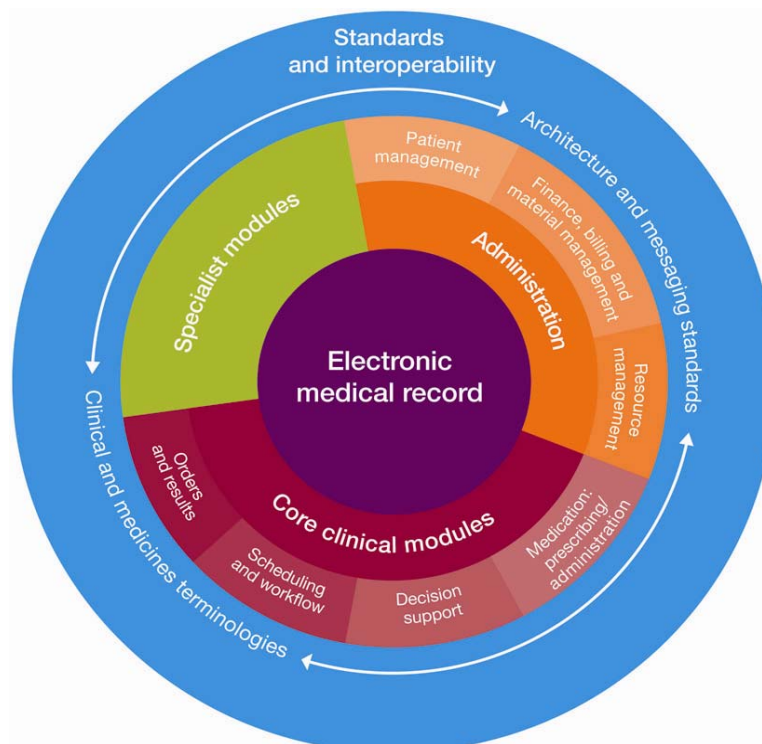 Standards
and interoperability
Architecture and messaging standards
Clinical and medicines terminologies
Patient
management
Finance, billing and
material management
Resource
management
Administration
Specialist modules
Electronic
medical record
Core clinical modules
Orders
and results
Scheduling
and workflow
Decision
support
Medication:
prescribing/
administration